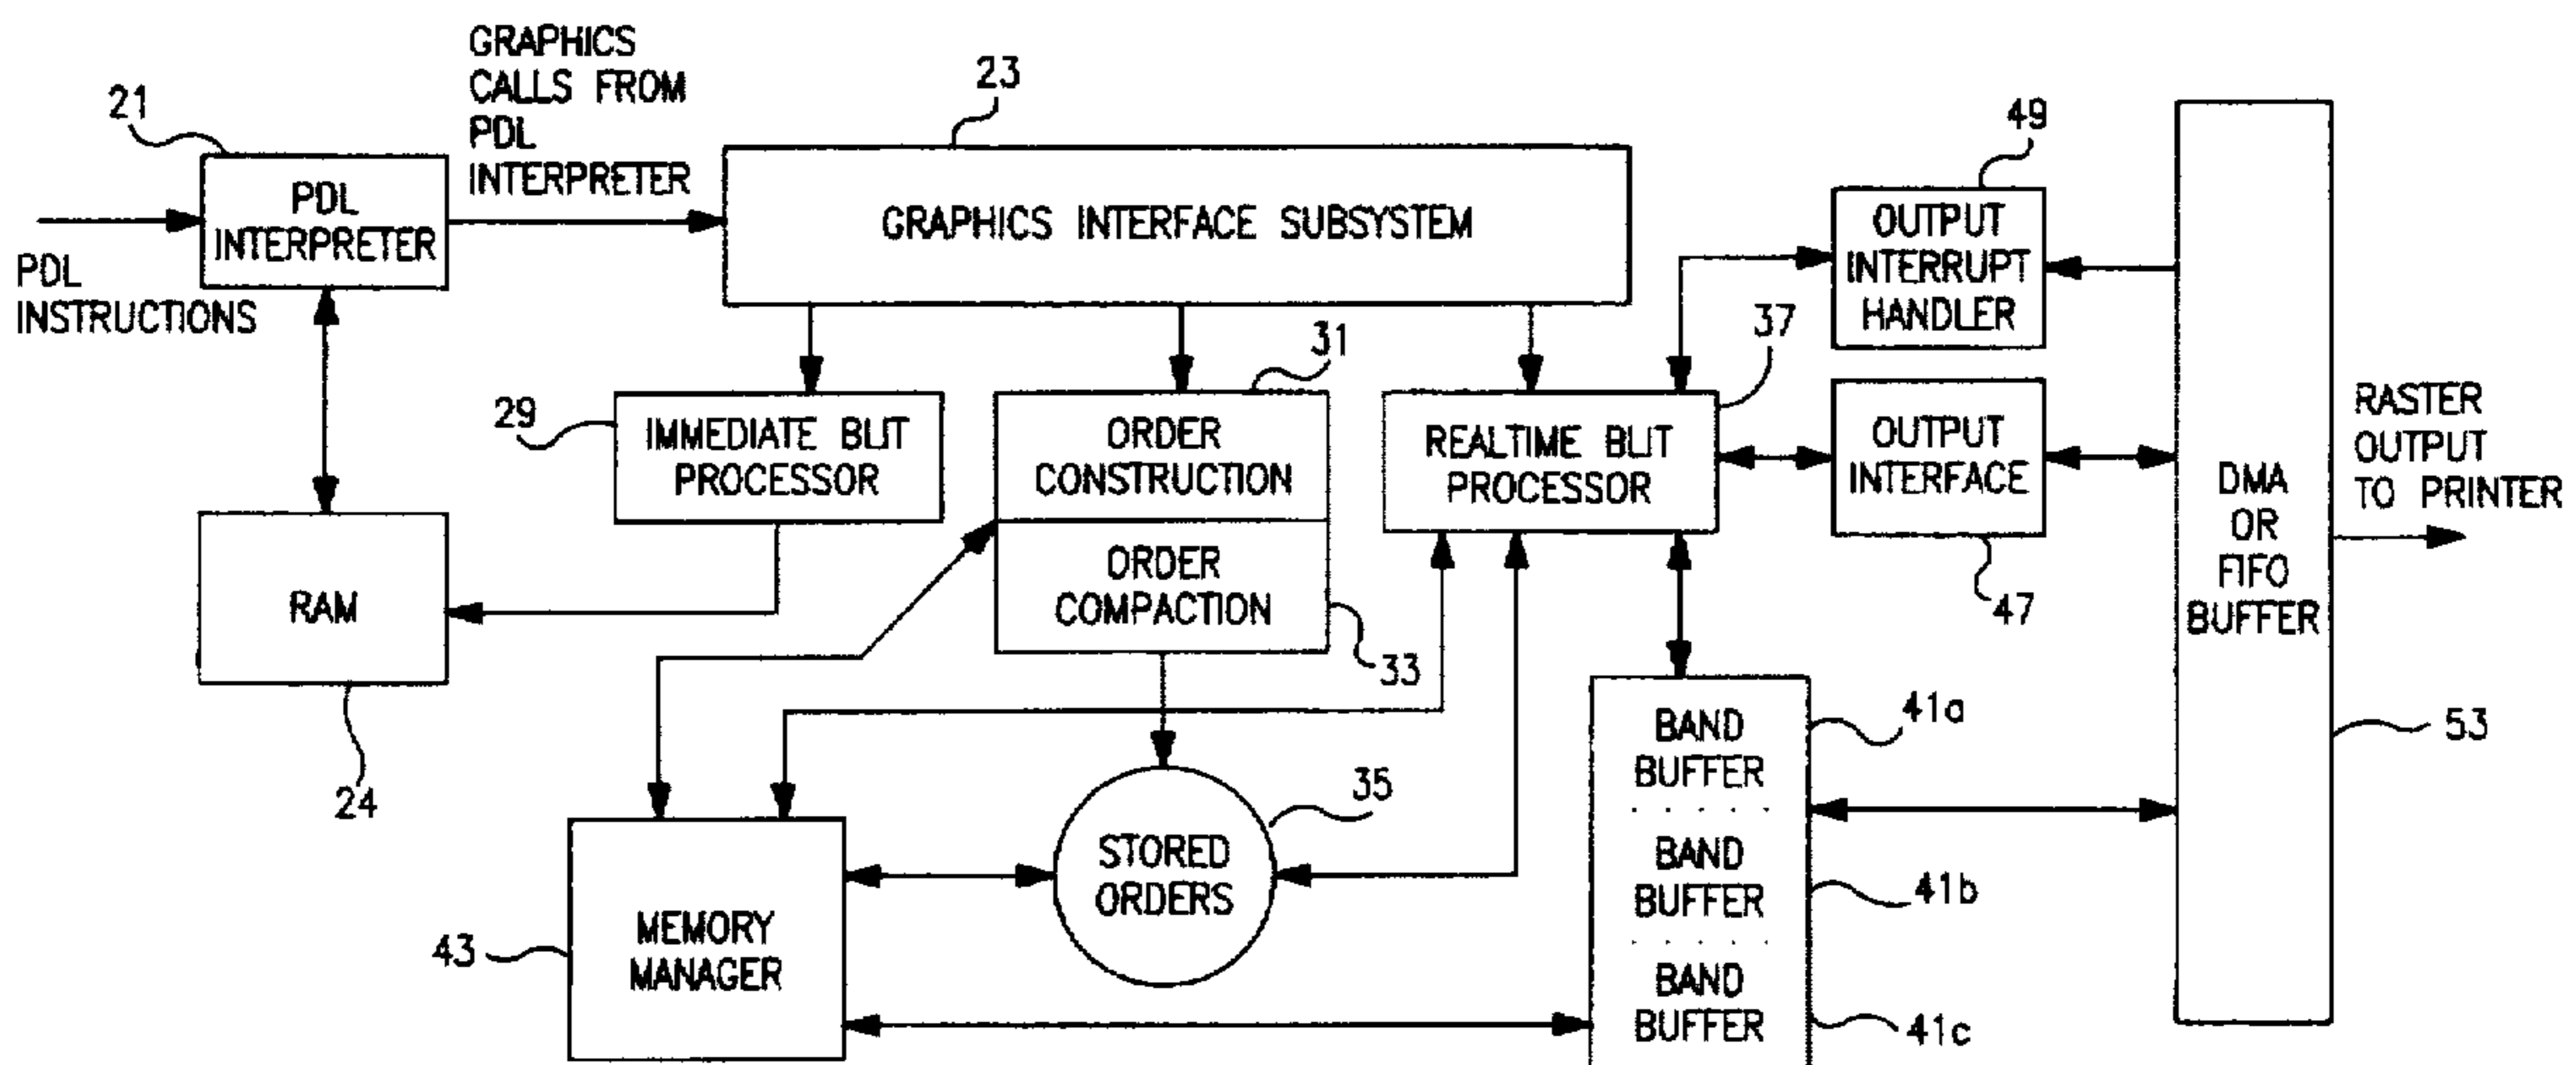 GRAPHICS
CALLS FROM
PDL
INTERPRETER
21
23
49
PDL
INTERPRETER
GRAPHICS INTERFACE SUBSYSTEM
OUTPUT
INTERRUPT
HANDLER
PDL
INSTRUCTIONS
31
37
29
IMMEDIATE BLIT
PROCESSOR
ORDER
CONSTRUCTION
REALTIME BLIT
PROCESSOR
OUTPUT
INTERFACE
RASTER
OUTPUT
TO PRINTER
DMA
OR
FIFO
BUFFER
RAM
ORDER
COMPACTION
47
33
24
BAND
BUFFER
41a
53
35
STORED
ORDERS
BAND
BUFFER
41b
43
MEMORY
MANAGER
BAND
BUFFER
41c